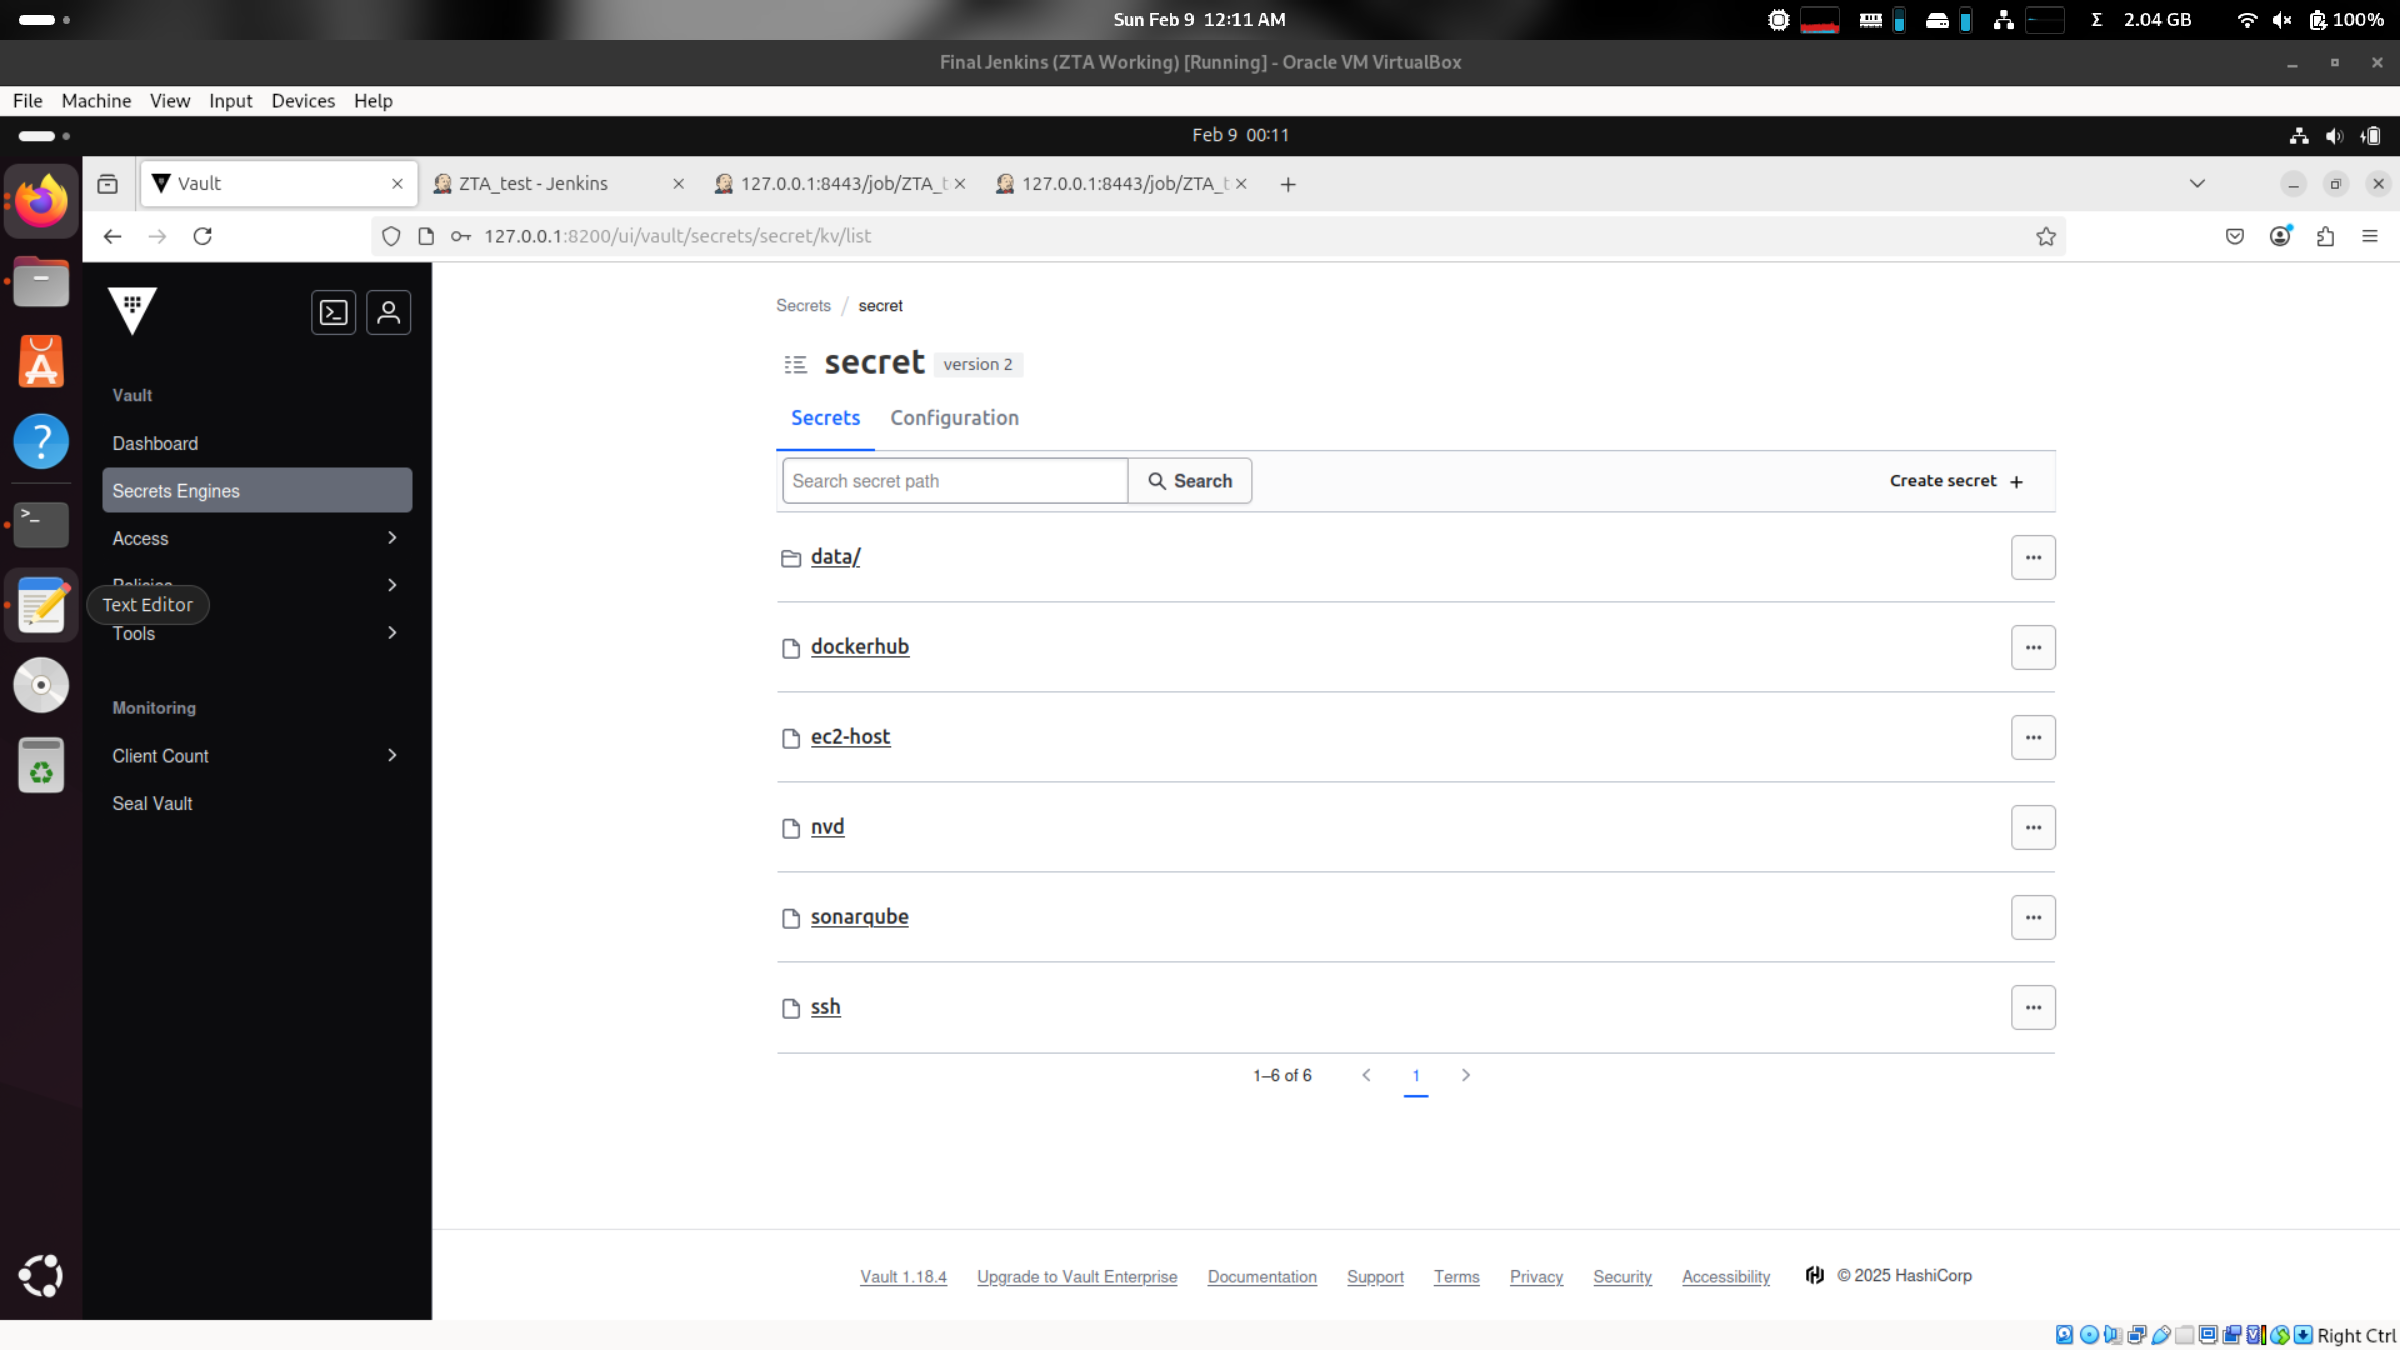 Sun Feb 9 12:11 AM
Σ 2.04 GB
100%
Final Jenkins (ZTA Working) [Running] - Oracle VM VirtualBox
File Machine View Input Devices Help
Feb 9 00:11
Vault
ZTA_test - Jenkins
127.0.0.1:8443/job/ZTA_t
127.0.0.1:8443/job/ZTA_t
127.0.0.1:8200/ui/vault/secrets/secret/kv/list
Vault
Dashboard
Secrets Engines
Access
Policies
Text Editor
Tools
Monitoring
Client Count
Seal Vault
Secrets / secret
secret version 2
Secrets Configuration
Search secret path
Search
Create secret +
data/
dockerhub
ec2-host
nvd
sonarqube
ssh
1–6 of 6
1
Vault 1.18.4 Upgrade to Vault Enterprise Documentation Support Terms Privacy Security Accessibility © 2025 HashiCorp
Right Ctrl